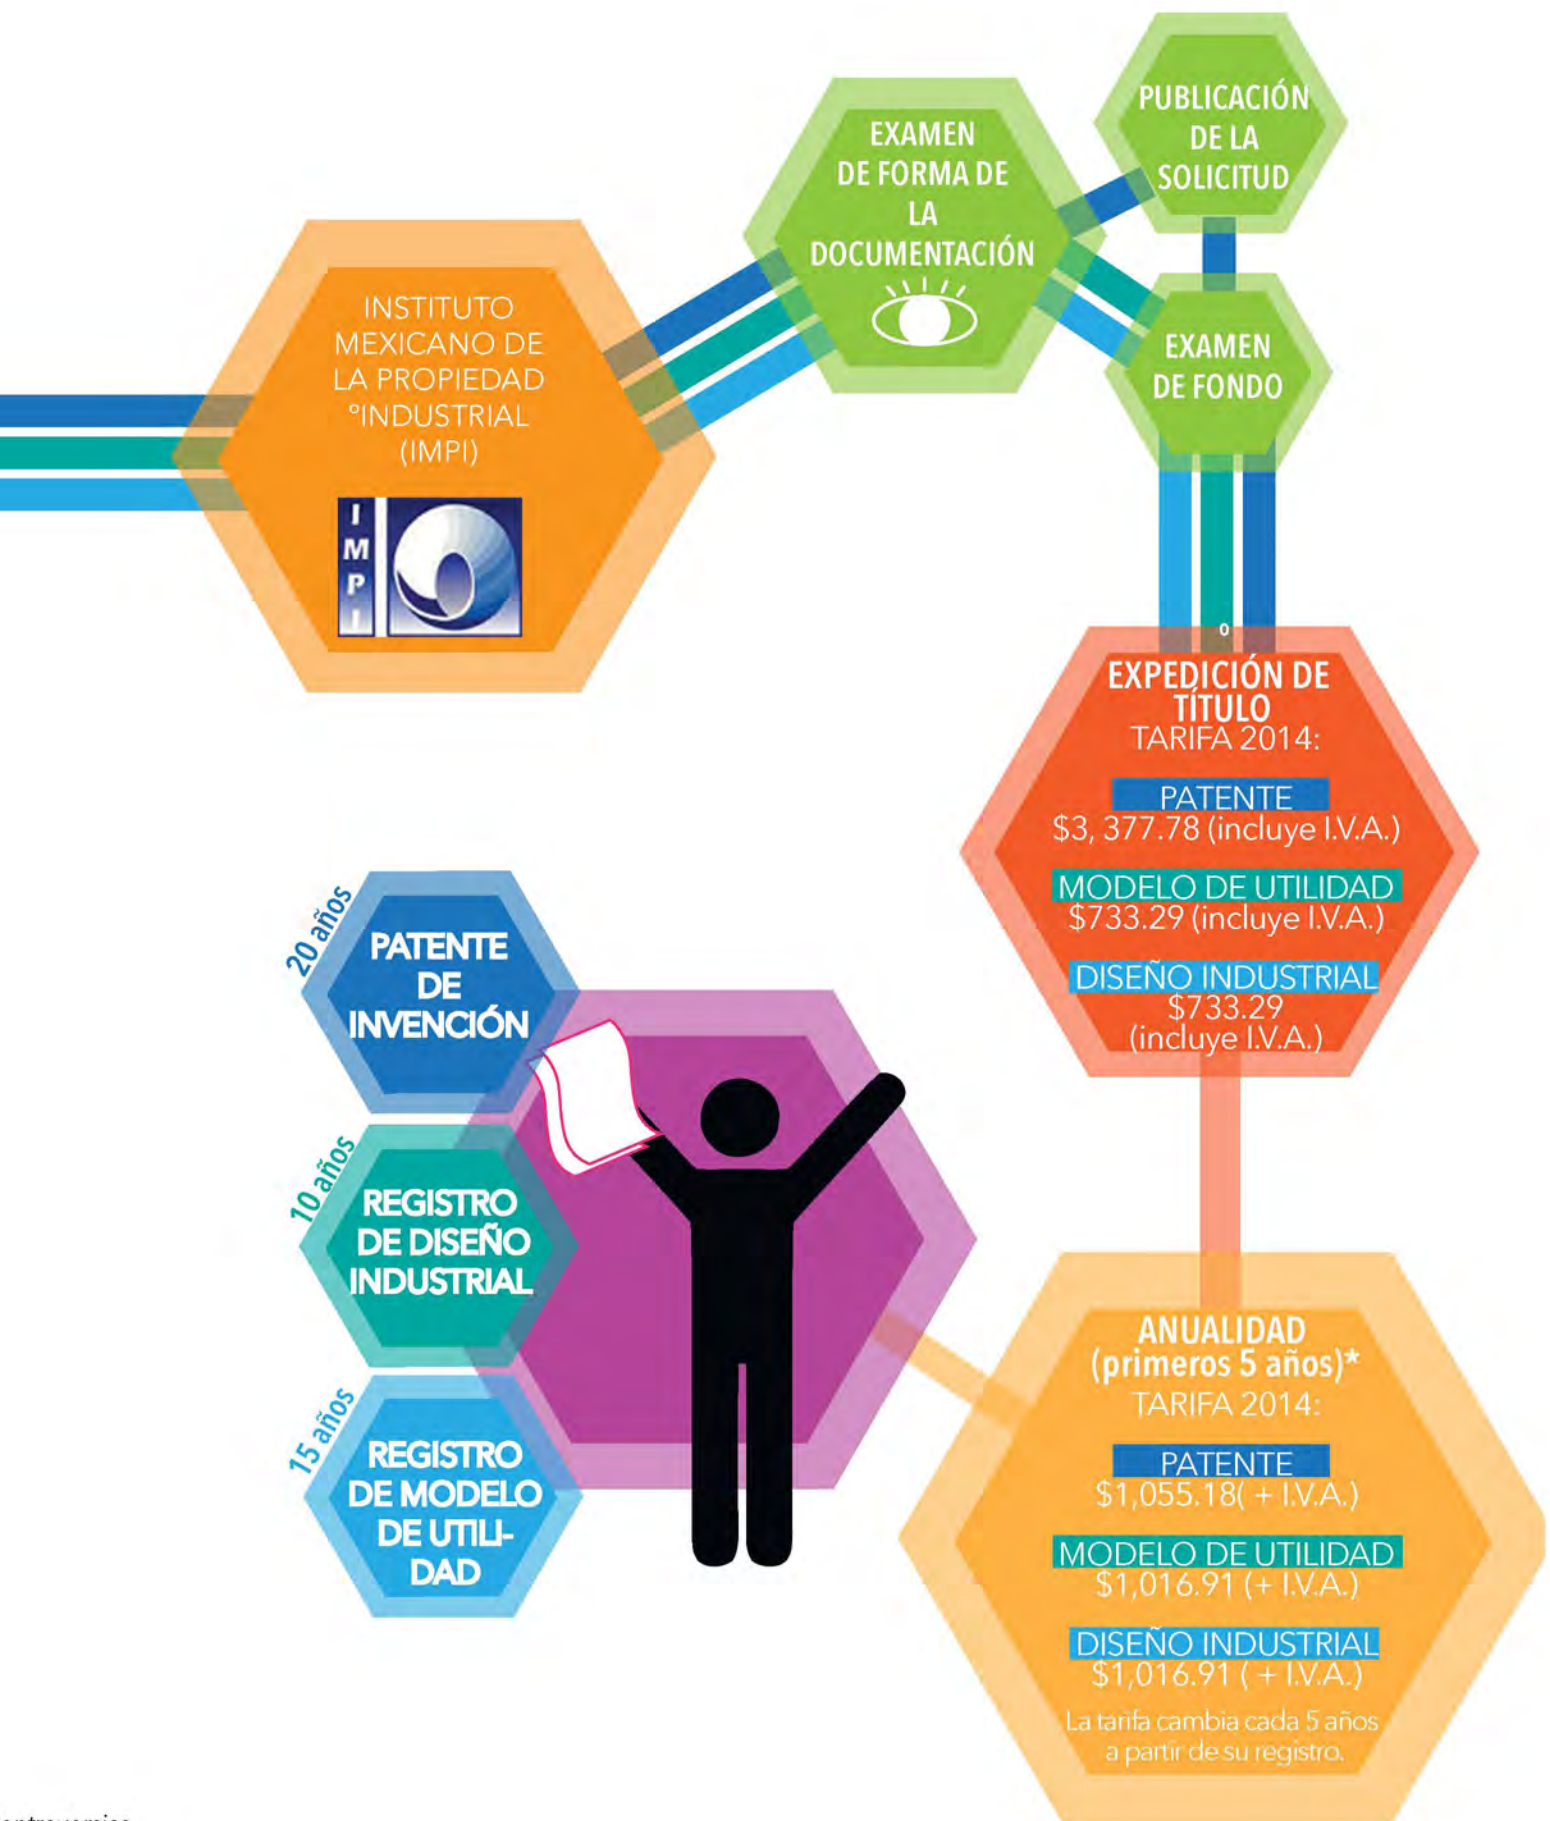 PUBLICACIÓN
DE LA
SOLICITUD
EXAMEN
DE FORMA DE
LA
DOCUMENTACIÓN
INSTITUTO
MEXICANO DE
LA PROPIEDAD
ºINDUSTRIAL
(IMPI)
I
M
P
I
EXAMEN
DE FONDO
o
EXPEDICIÓN DE
TÍTULO
TARIFA 2014:
PATENTE
$3, 377.78 (incluye I.V.A.)
MODELO DE UTILIDAD
$733.29 (incluye I.V.A.)
DISEÑO INDUSTRIAL
$733.29
(incluye I.V.A.)
20 años
PATENTE
DE
INVENCIÓN
10 años
REGISTRO
DE DISEÑO
INDUSTRIAL
15 años
REGISTRO
DE MODELO
DE UTILI-
DAD
ANUALIDAD
(primeros 5 años)*
TARIFA 2014:
PATENTE
$1,055.18( + I.V.A.)
MODELO DE UTILIDAD
$1,016.91 (+ I.V.A.)
DISEÑO INDUSTRIAL
$1,016.91 ( + I.V.A.)
La tarifa cambia cada 5 años
a partir de su registro.